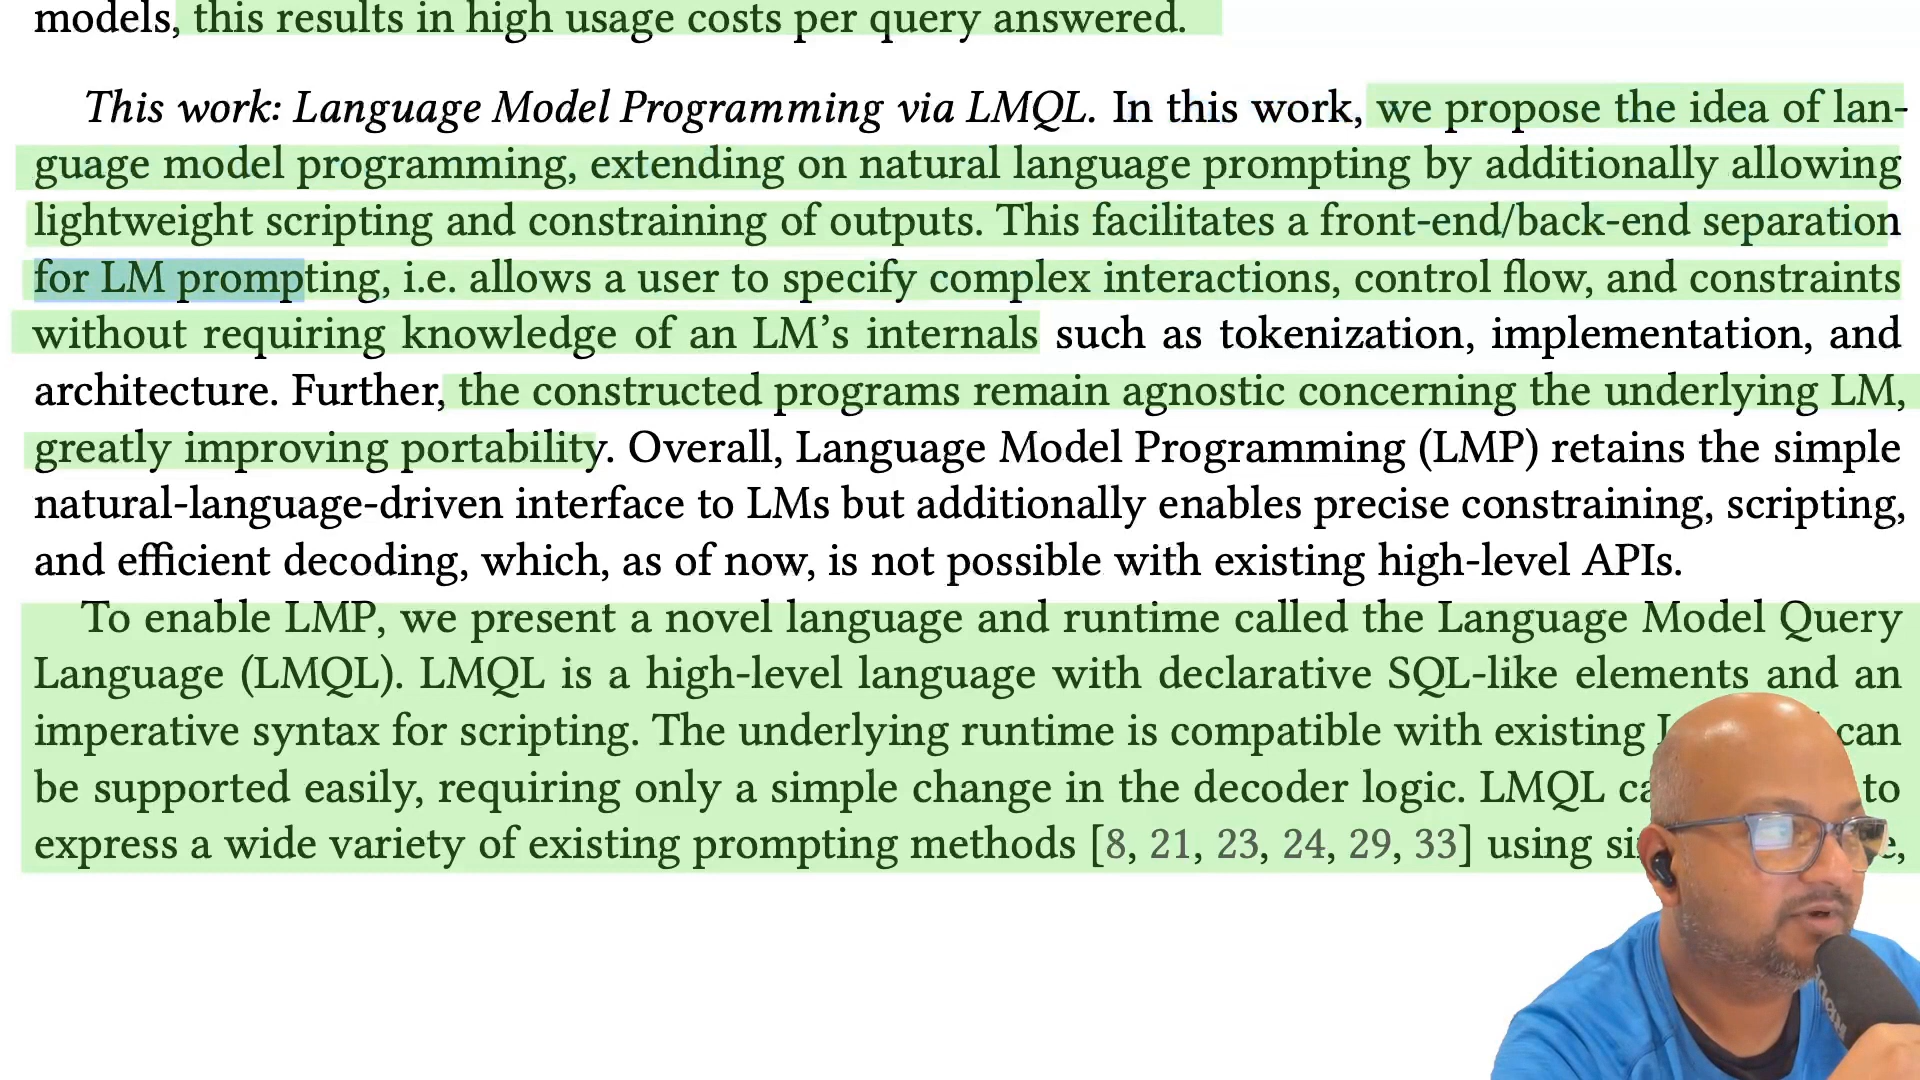 models, this results in high usage costs per query answered.
This work: Language Model Programming via LMQL. In this work, we propose the idea of lan-
guage model programming, extending on natural language prompting by additionally allowing
lightweight scripting and constraining of outputs. This facilitates a front-end/back-end separation
for LM prompting, i.e. allows a user to specify complex interactions, control flow, and constraints
without requiring knowledge of an LM’s internals such as tokenization, implementation, and
architecture. Further, the constructed programs remain agnostic concerning the underlying LM,
greatly improving portability. Overall, Language Model Programming (LMP) retains the simple
natural-language-driven interface to LMs but additionally enables precise constraining, scripting,
and efficient decoding, which, as of now, is not possible with existing high-level APIs.
To enable LMP, we present a novel language and runtime called the Language Model Query
Language (LMQL). LMQL is a high-level language with declarative SQL-like elements and an
imperative syntax for scripting. The underlying runtime is compatible with existing can
be supported easily, requiring only a simple change in the decoder logic. LMQL to
express a wide variety of existing prompting methods [8, 21, 23, 24, 29, 33] using